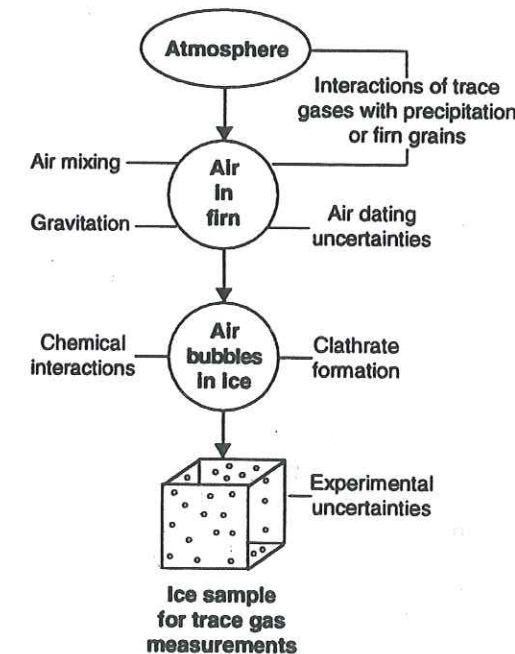 Atmosphere
Interactions of trace
gases with precipitation
or firn grains
Air mixing
Air
in
firn
Gravitation
Air dating
uncertainties
Chemical
interactions
Air
bubbles
in ice
Clathrate
formation
Experimental
uncertainties
Ice sample
for trace gas
measurements